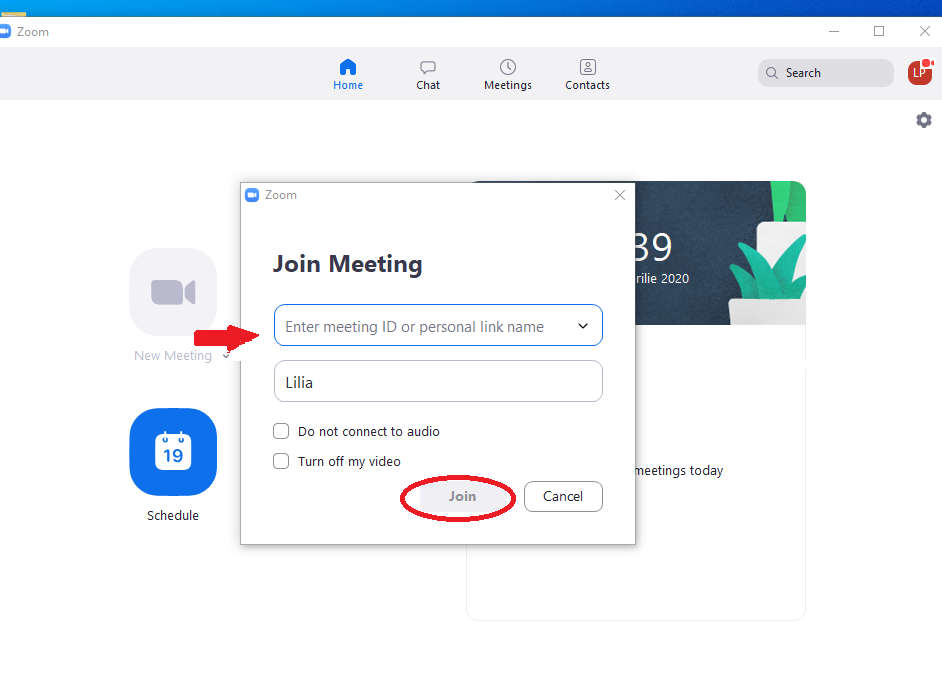 Zoom
Home
Chat
Meetings
Contacts
Search
LP
Zoom
Join Meeting
39
rilie 2020
Enter meeting ID or personal link name
New Meeting
Lilia
Do not connect to audio
Turn off my video
19
meetings today
Join
Cancel
Schedule